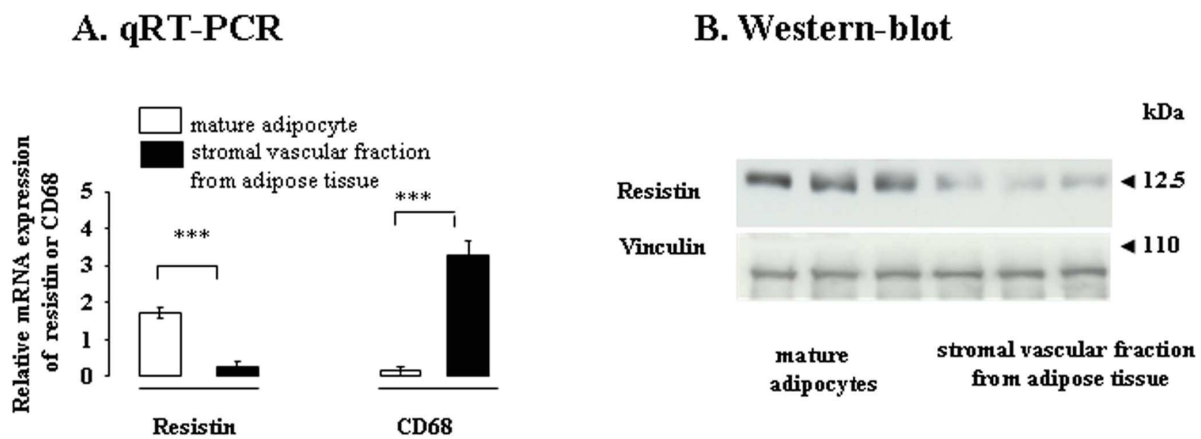 A. qRT-PCR
mature adipocyte
stromal vascular fraction
from adipose tissue
Relative mRNA expression
of resistin or CD68
5
4
3
2
1
0
***
***
Resistin
CD68
B. Western-blot
kDa
Resistin
12.5
Vinculin
110
mature
adipocytes
stromal vascular fraction
from adipose tissue